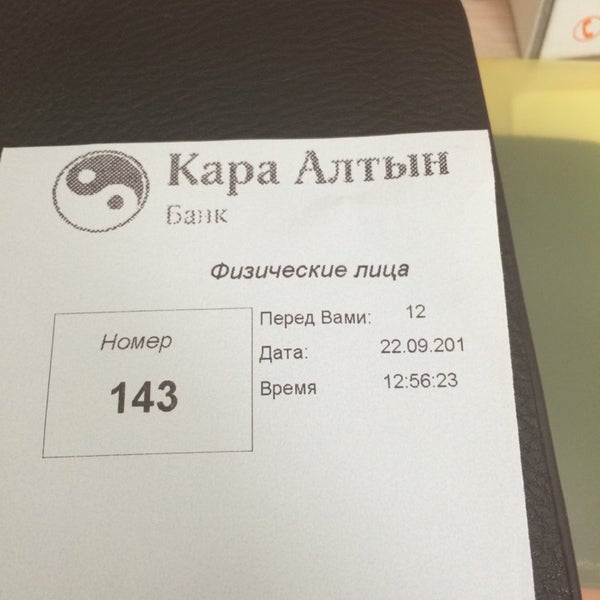 Кара Алтын
Банк
Физические лица
Номер
143
Перед Вами: 12
Дата: 22.09.201
Время 12:56:23